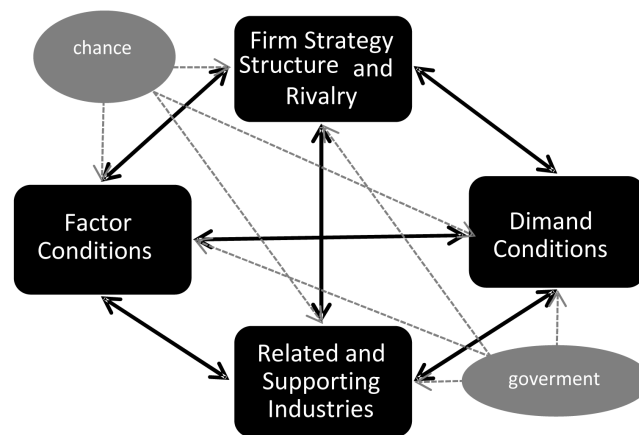 chance
Firm Strategy
Structure and
Rivalry
Factor
Conditions
Dimand
Conditions
Related and
Supporting
Industries
goverment